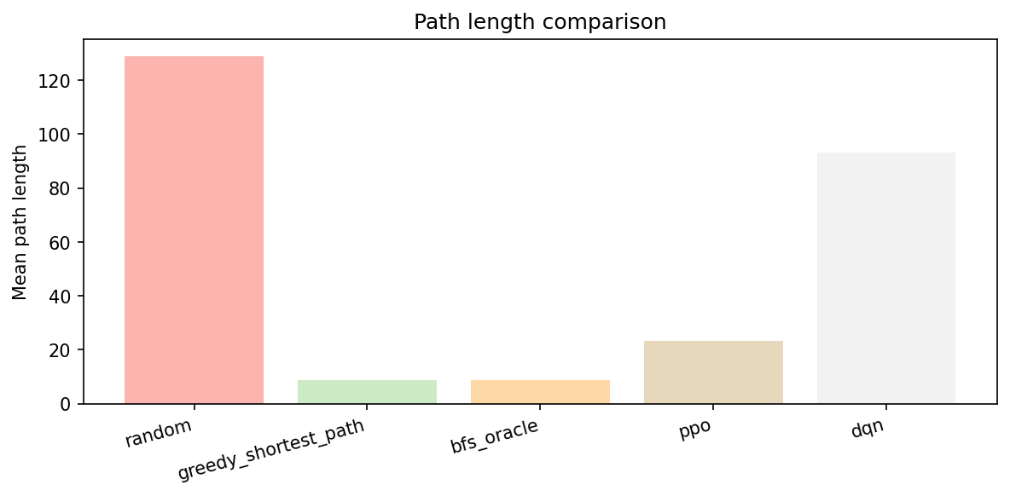 Path length comparison
Mean path length
120
100
80
60
40
20
0
random
greedy_shortest_path
bfs_oracle
ppo
dqn